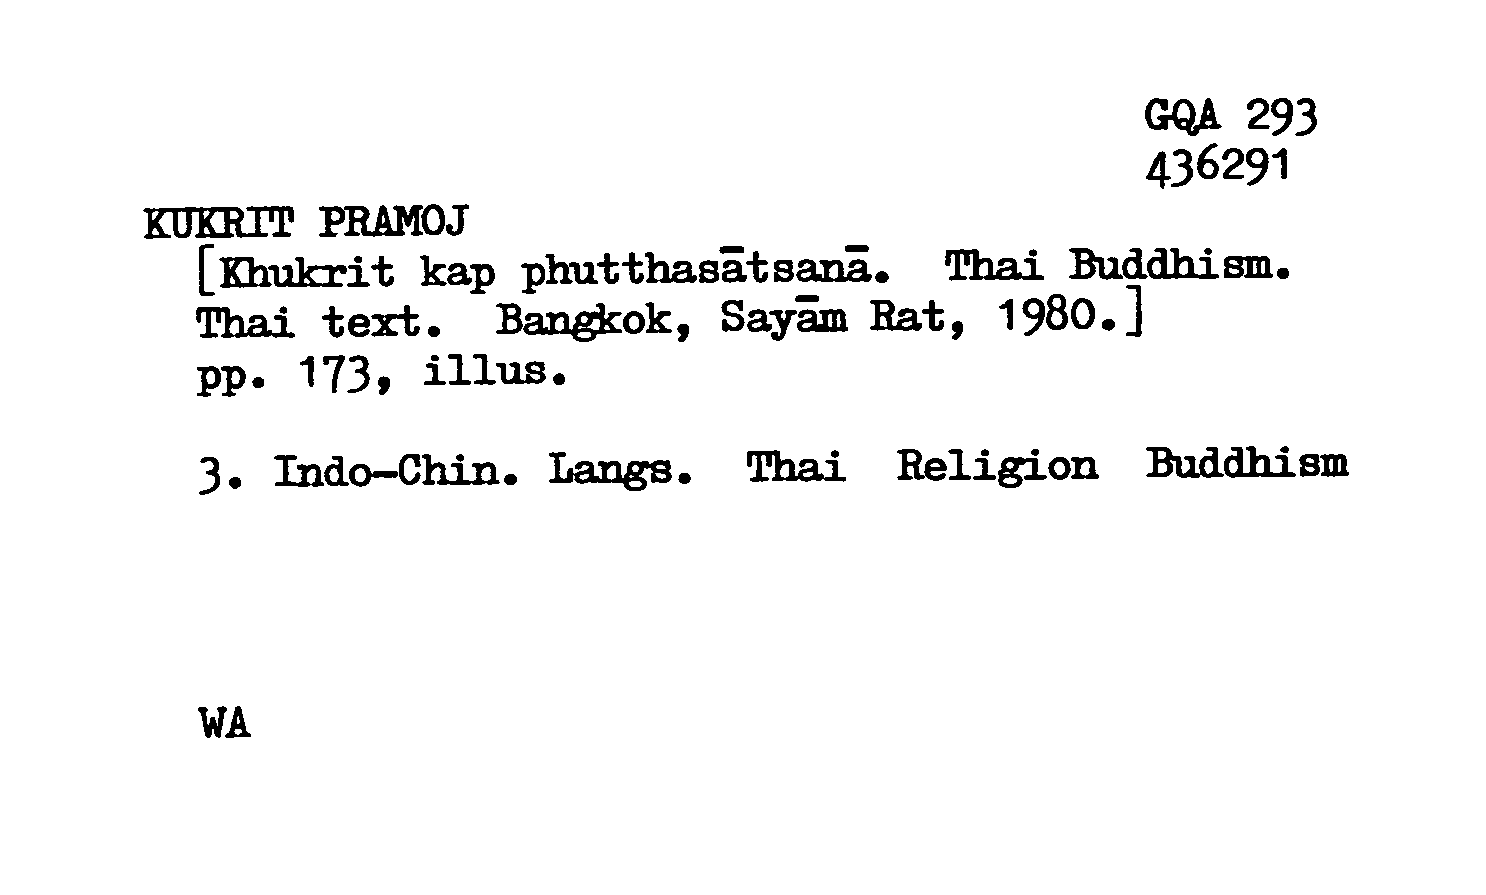 GQA 293
436291
KUKRIT PRAMOJ
[Khukrit kap phutthasātsanā. Thai Buddhism.
Thai text. Bangkok, Sayām Rat, 1980.]
pp. 173, illus.
3. Indo-Chin. Langs. Thai Religion Buddhism
WA